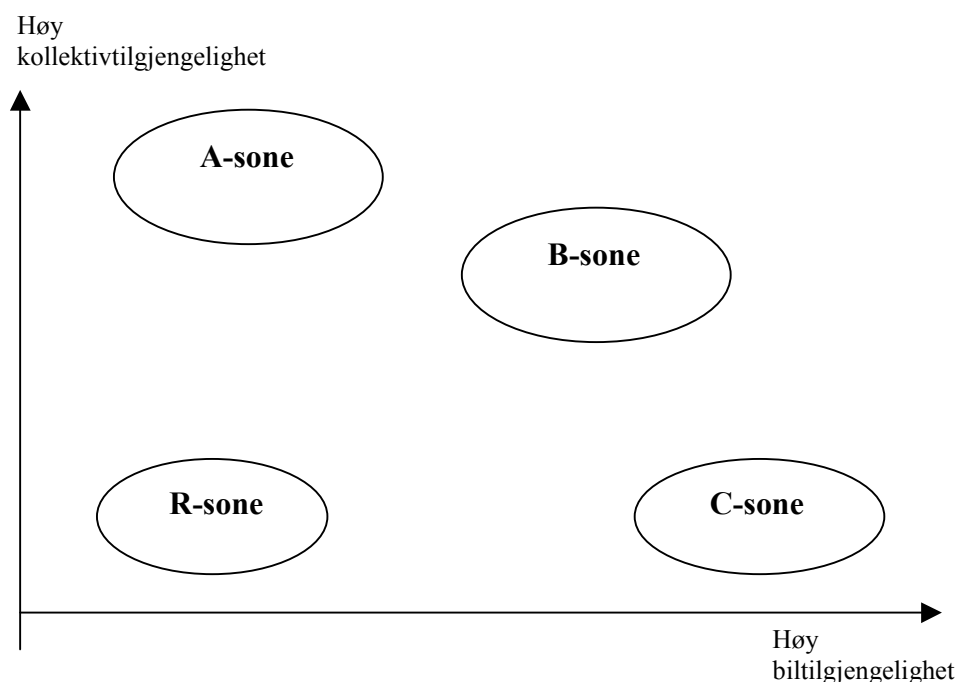 Høy
kollektivtilgjengelighet
A-sone
B-sone
R-sone
C-sone
Høy
biltilgjengelighet